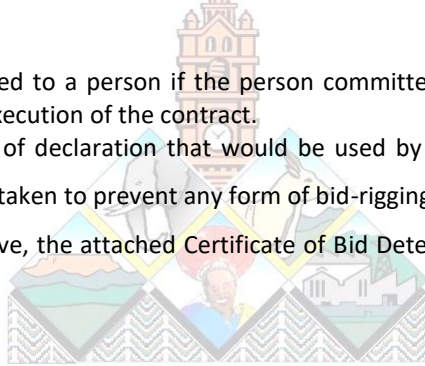 ed to a person if the person committe
xecution of the contract.
of declaration that would be used by
taken to prevent any form of bid-rigging
ve, the attached Certificate of Bid Dete